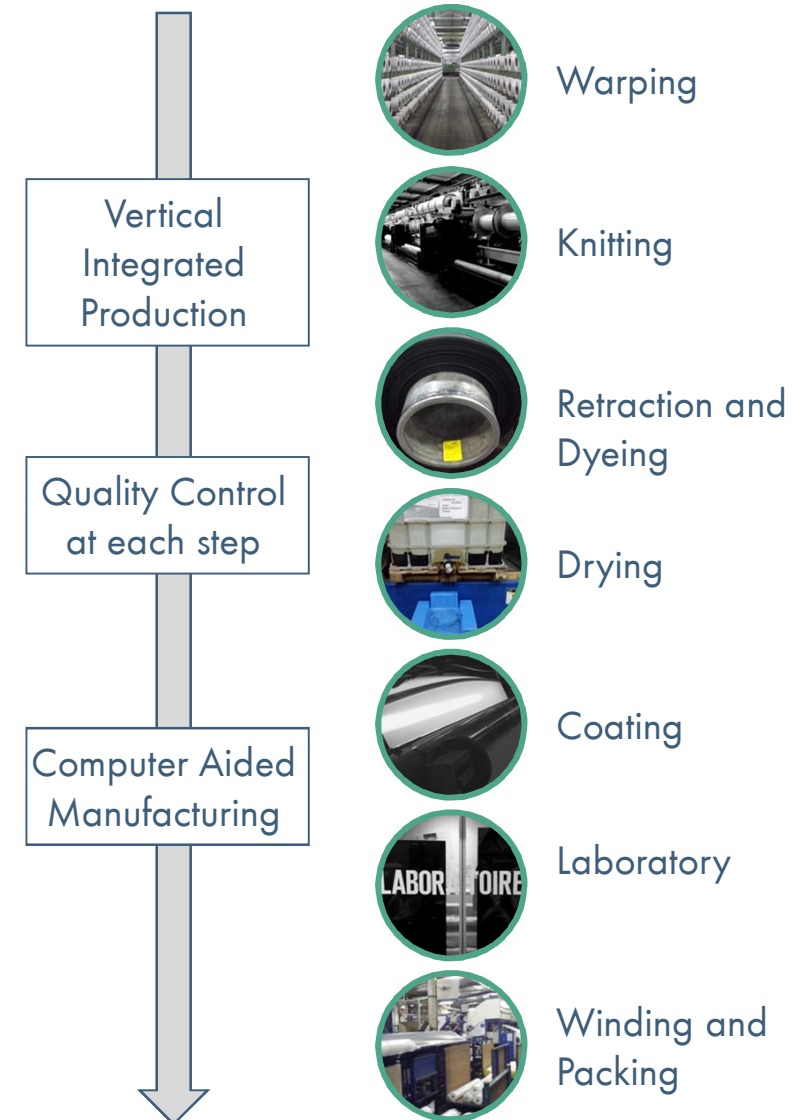 Warping
Vertical
Integrated
Production
Knitting
Retraction and
Dyeing
Quality Control
at each step
Drying
Coating
Computer Aided
Manufacturing
Laboratory
LABORATOIRE
Winding and
Packing